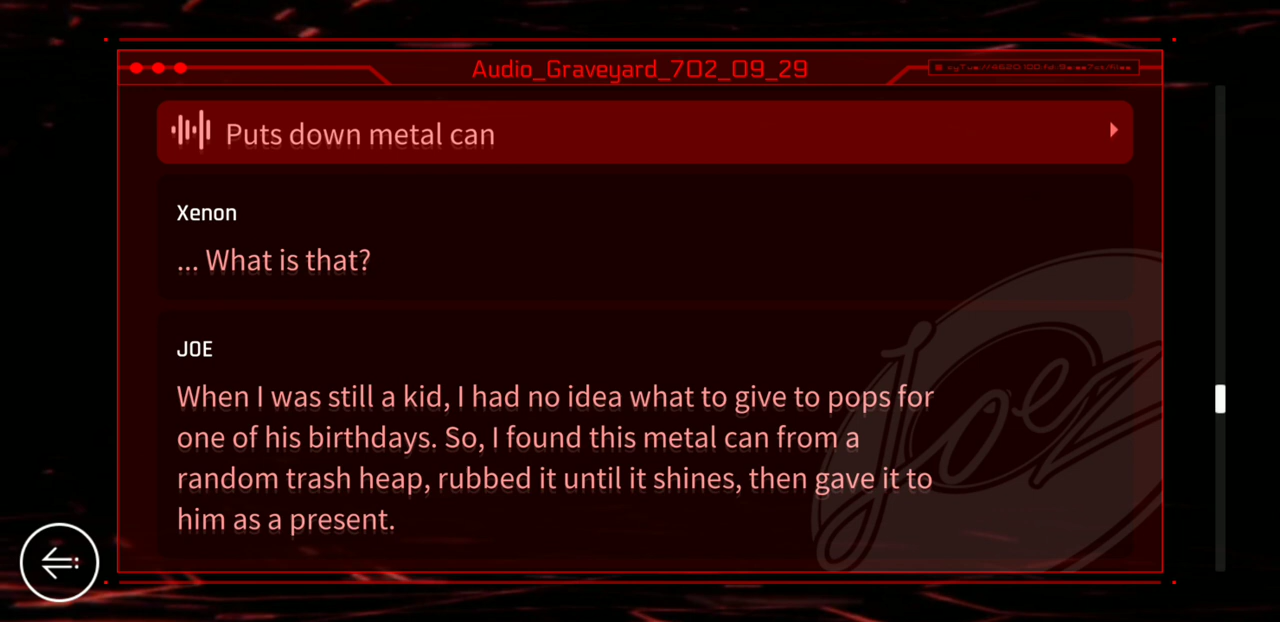 Audio_Graveyard_702_09_29
Puts down metal can
Xenon
... What is that?
JOE
When I was still a kid, I had no idea what to give to pops for
one of his birthdays. So, I found this metal can from a
random trash heap, rubbed it until it shines, then gave it to
him as a present.
Joez